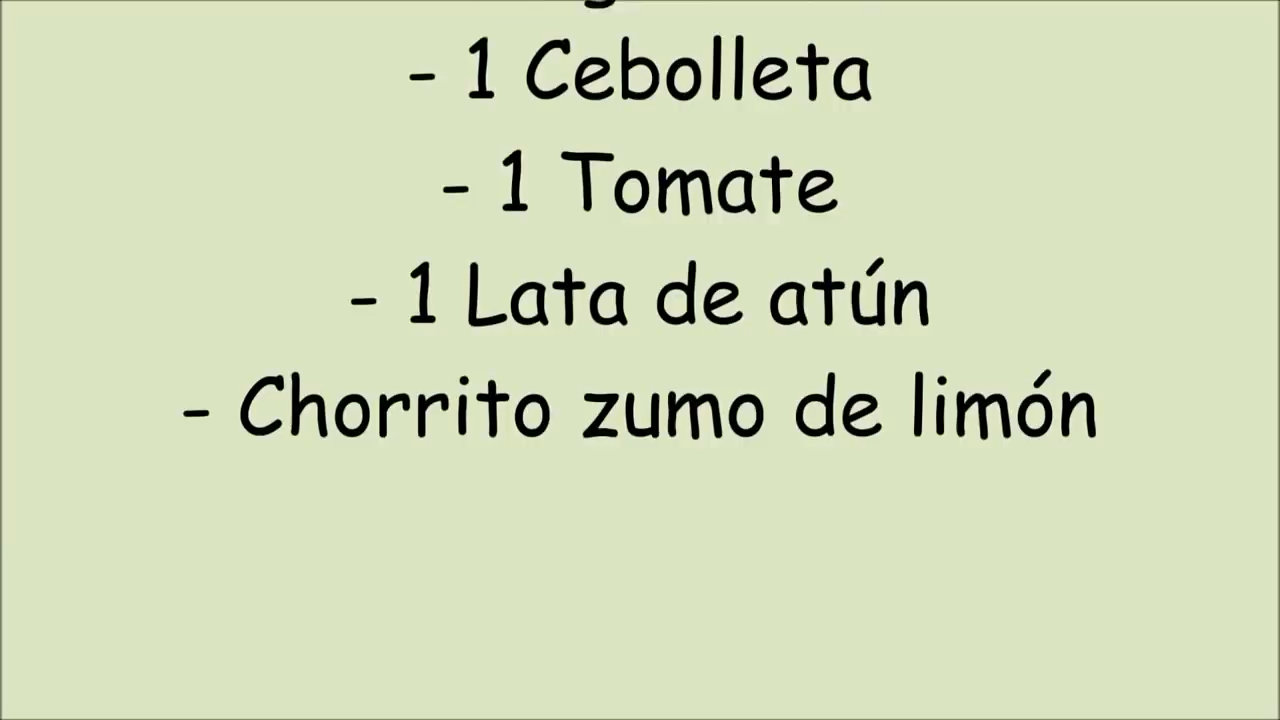 - 1 Cebolleta
- 1 Tomate
- 1 Lata de atún
- Chorrito zumo de limón